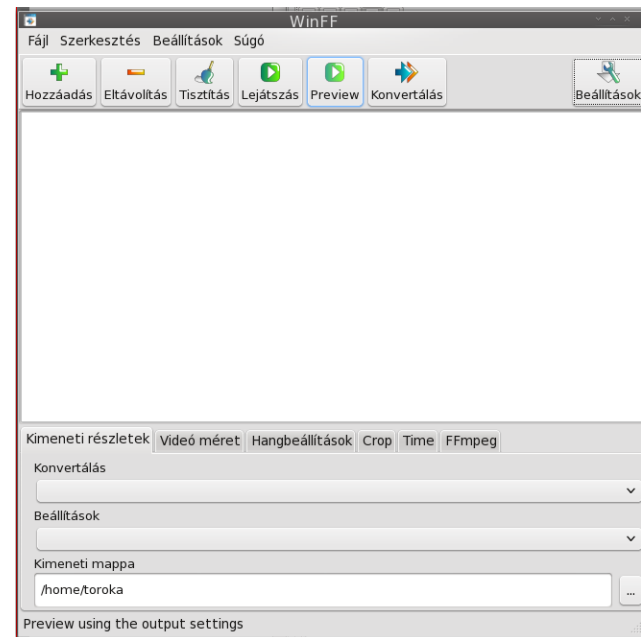 WinFF
Fájl Szerkesztés Beállítások Súgó
Hozzáadás Eltávolítás Tisztítás Lejátszás Preview Konvertálás Beállítások
Kimeneti részletek Videó méret Hangbeállítások Crop Time FFmpeg
Konvertálás
Beállítások
Kimeneti mappa
/home/toroka
...
Preview using the output settings